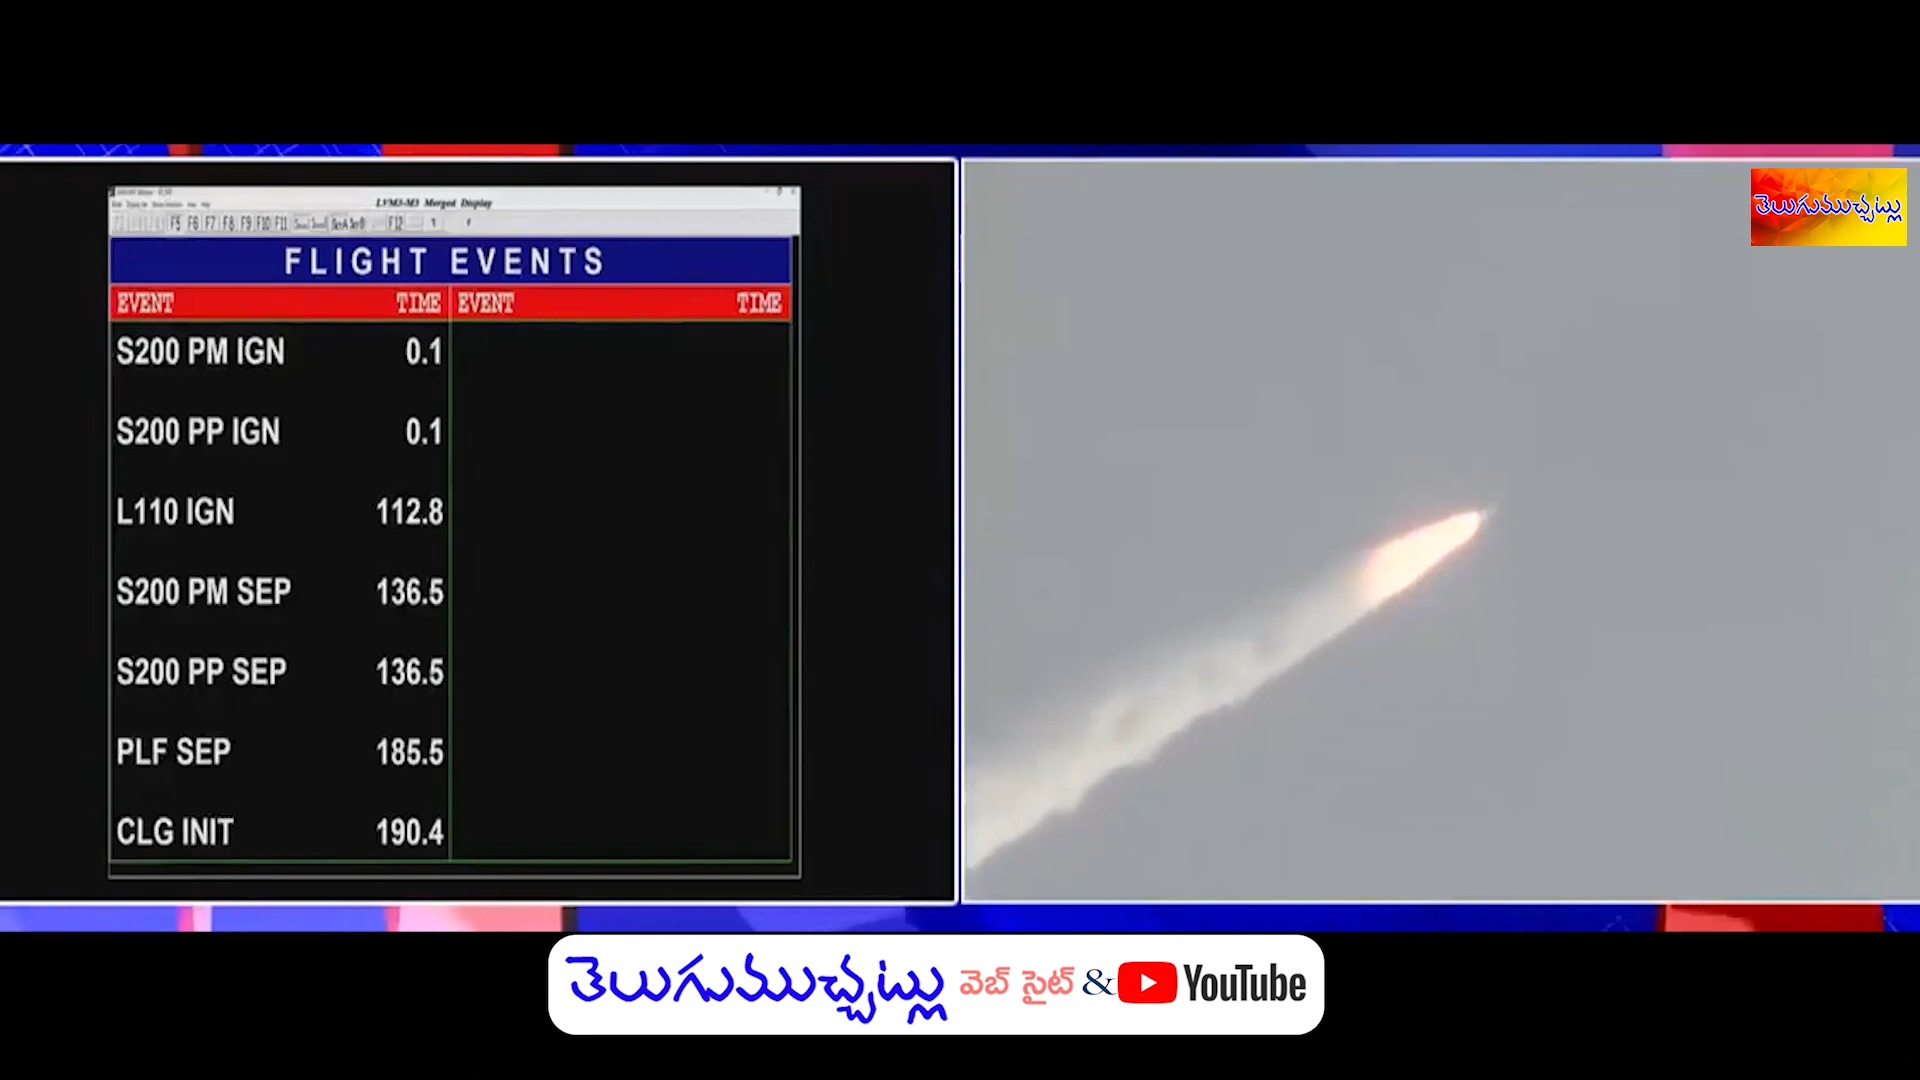 తెలుగుముచ్చట్లు
LVM3-M3 Merged Display
F5 F6 F7 F8 F9 F10 F11 F12
FLIGHT EVENTS
EVENT TIME EVENT TIME
S200 PM IGN 0.1
S200 PP IGN 0.1
L110 IGN 112.8
S200 PM SEP 136.5
S200 PP SEP 136.5
PLF SEP 185.5
CLG INIT 190.4
తెలుగుముచ్చట్లు వెబ్ సైట్ & YouTube